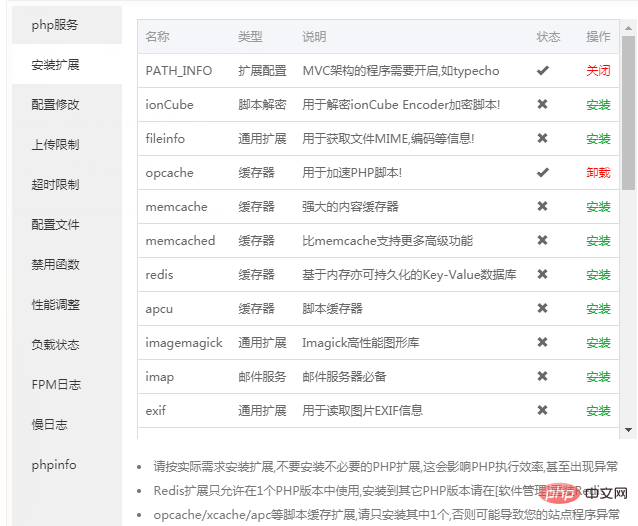 php服务
安装扩展
配置修改
上传限制
超时限制
配置文件
禁用函数
性能调整
负载状态
FPM日志
慢日志
phpinfo
名称 类型 说明 状态 操作
PATH_INFO 扩展配置 MVC架构的程序需要开启,如typecho ✔ 关闭
ionCube 脚本解密 用于解密ionCube Encoder加密脚本! ✖ 安装
fileinfo 通用扩展 用于获取文件MIME,编码等信息! ✖ 安装
opcache 缓存器 用于加速PHP脚本! ✔ 卸载
memcache 缓存器 强大的内容缓存器 ✖ 安装
memcached 缓存器 比memcache支持更多高级功能 ✖ 安装
redis 缓存器 基于内存亦可持久化的Key-Value数据库 ✖ 安装
apcu 缓存器 脚本缓存器 ✖ 安装
imagemagick 通用扩展 Imagick高性能图形库 ✖ 安装
imap 邮件服务 邮件服务器必备 ✖ 安装
exif 通用扩展 用于读取图片EXIF信息 ✖ 安装
• 请按实际需求安装扩展,不要安装不必要的PHP扩展,这会影响PHP执行效率,甚至出现异常
• Redis扩展只允许在1个PHP版本中使用,安装到其它PHP版本请在[软件管理
• opcache/xcache/apc等脚本缓存扩展,请只安装其中1个,否则可能导致您的站点程序异常
php 中文网